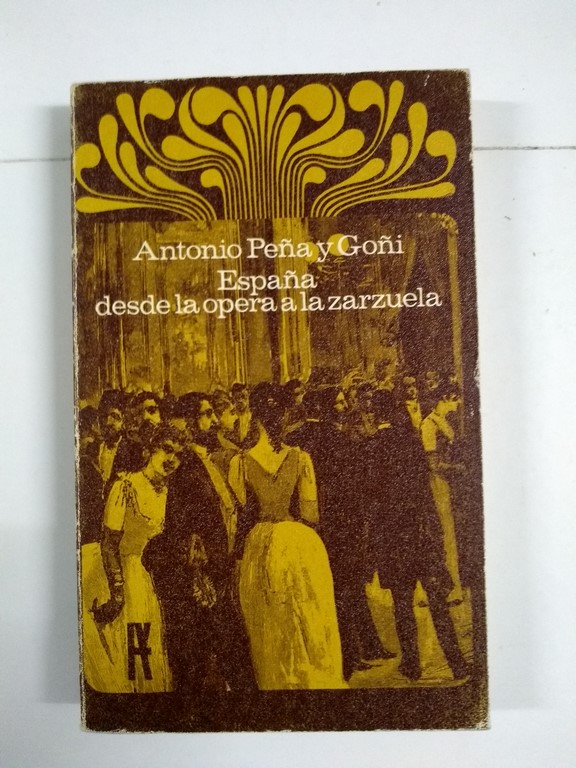 Antonio Peña y Goñi
España
desde la opera a la zarzuela